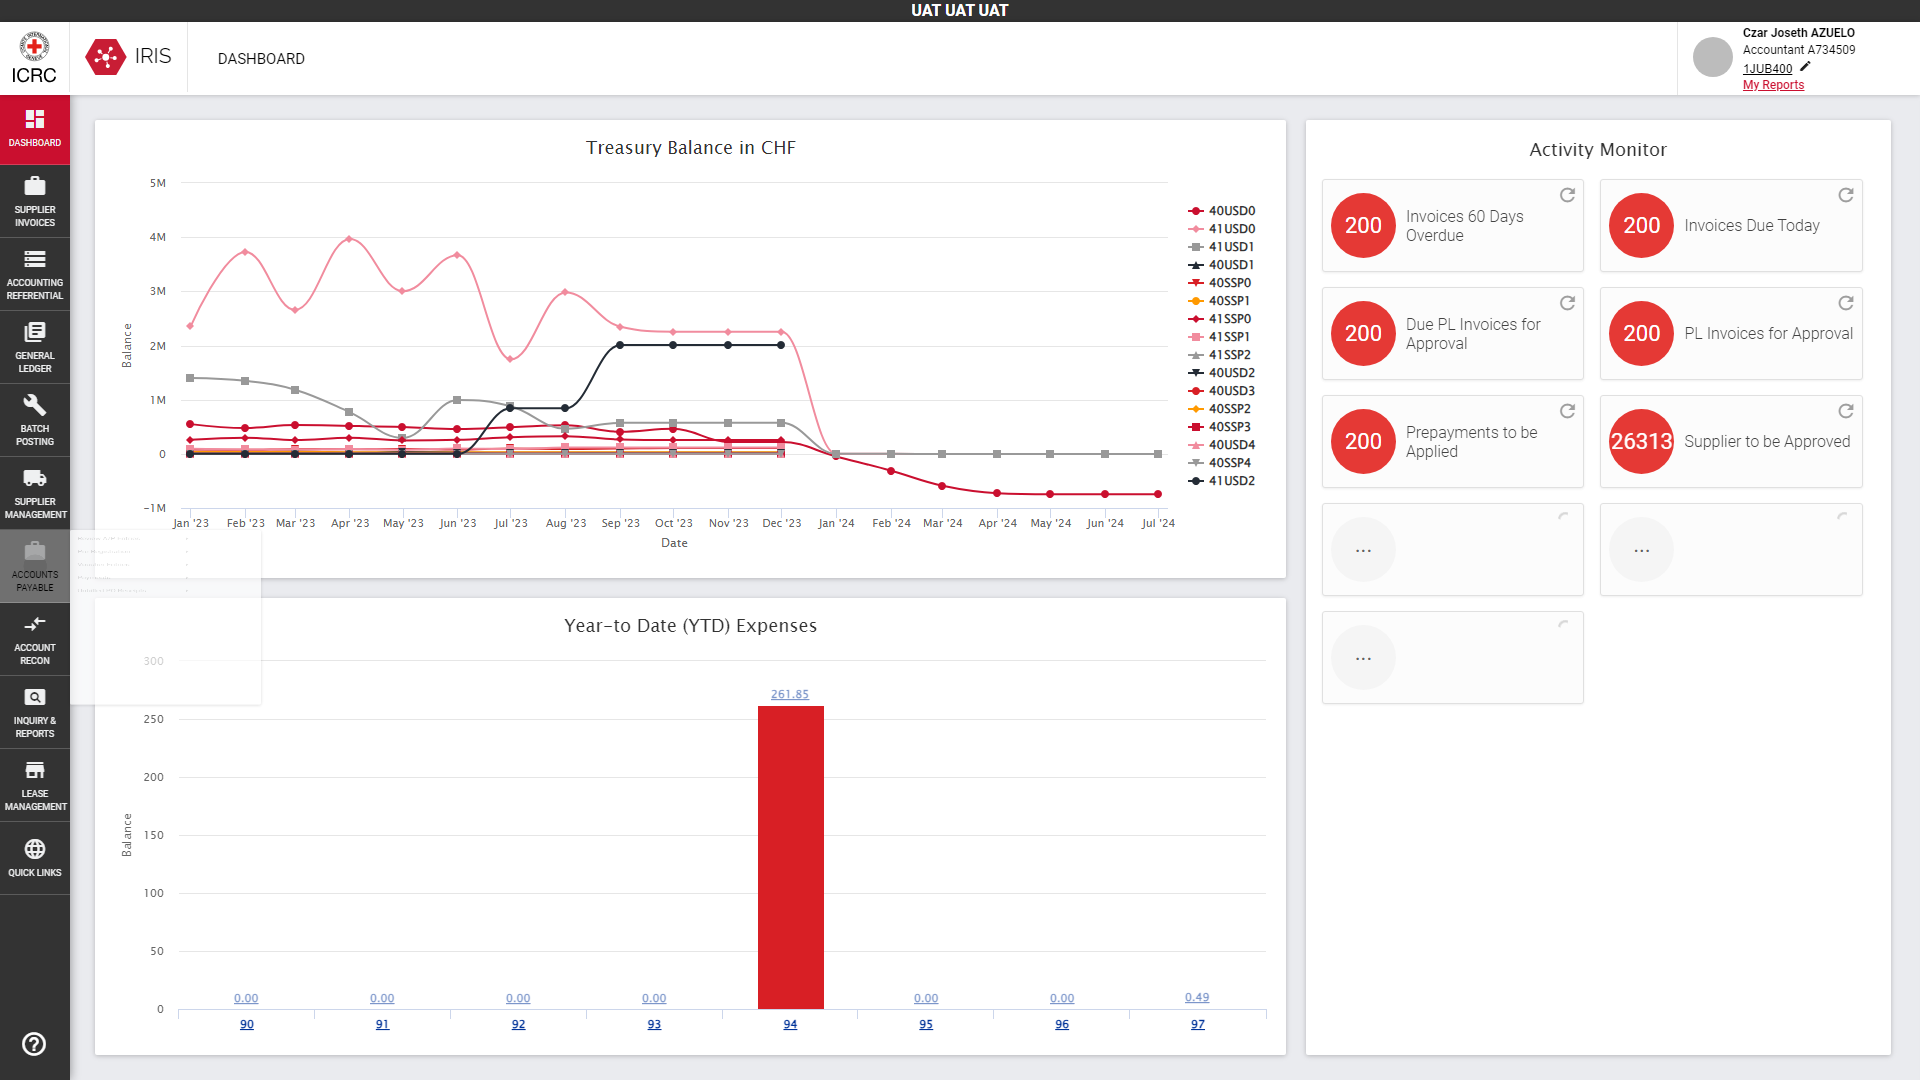 UAT UAT UAT
ICRC
IRIS
DASHBOARD
Czar Joseth AZUELO
Accountant A734509
1JUB400
My Reports
DASHBOARD
SUPPLIER
INVOICES
ACCOUNTING
REFERENTIAL
GENERAL
LEDGER
BATCH
POSTING
SUPPLIER
MANAGEMENT
ACCOUNTS
PAYABLE
ACCOUNT
RECON
INQUIRY &
REPORTS
LEASE
MANAGEMENT
QUICK LINKS
Treasury Balance in CHF
5M
4M
3M
2M
1M
0
-1M
Balance
Jan '23 Feb '23 Mar '23 Apr '23 May '23 Jun '23 Jul '23 Aug '23 Sep '23 Oct '23 Nov '23 Dec '23 Jan '24 Feb '24 Mar '24 Apr '24 May '24 Jun '24 Jul '24
Date
40USD0
41USD0
41USD1
40USD1
40SSP0
40SSP1
41SSP0
41SSP1
41SSP2
40USD2
40USD3
40SSP2
40SSP3
40USD4
40SSP4
41USD2
Year-to Date (YTD) Expenses
300
250
200
150
100
50
0
Balance
0.00 0.00 0.00 0.00 261.85 0.00 0.00 0.49
90 91 92 93 94 95 96 97
Activity Monitor
200 Invoices 60 Days
Overdue
200 Invoices Due Today
200 Due PL Invoices for
Approval
200 PL Invoices for Approval
200 Prepayments to be
Applied
26313 Supplier to be Approved
...
...
...